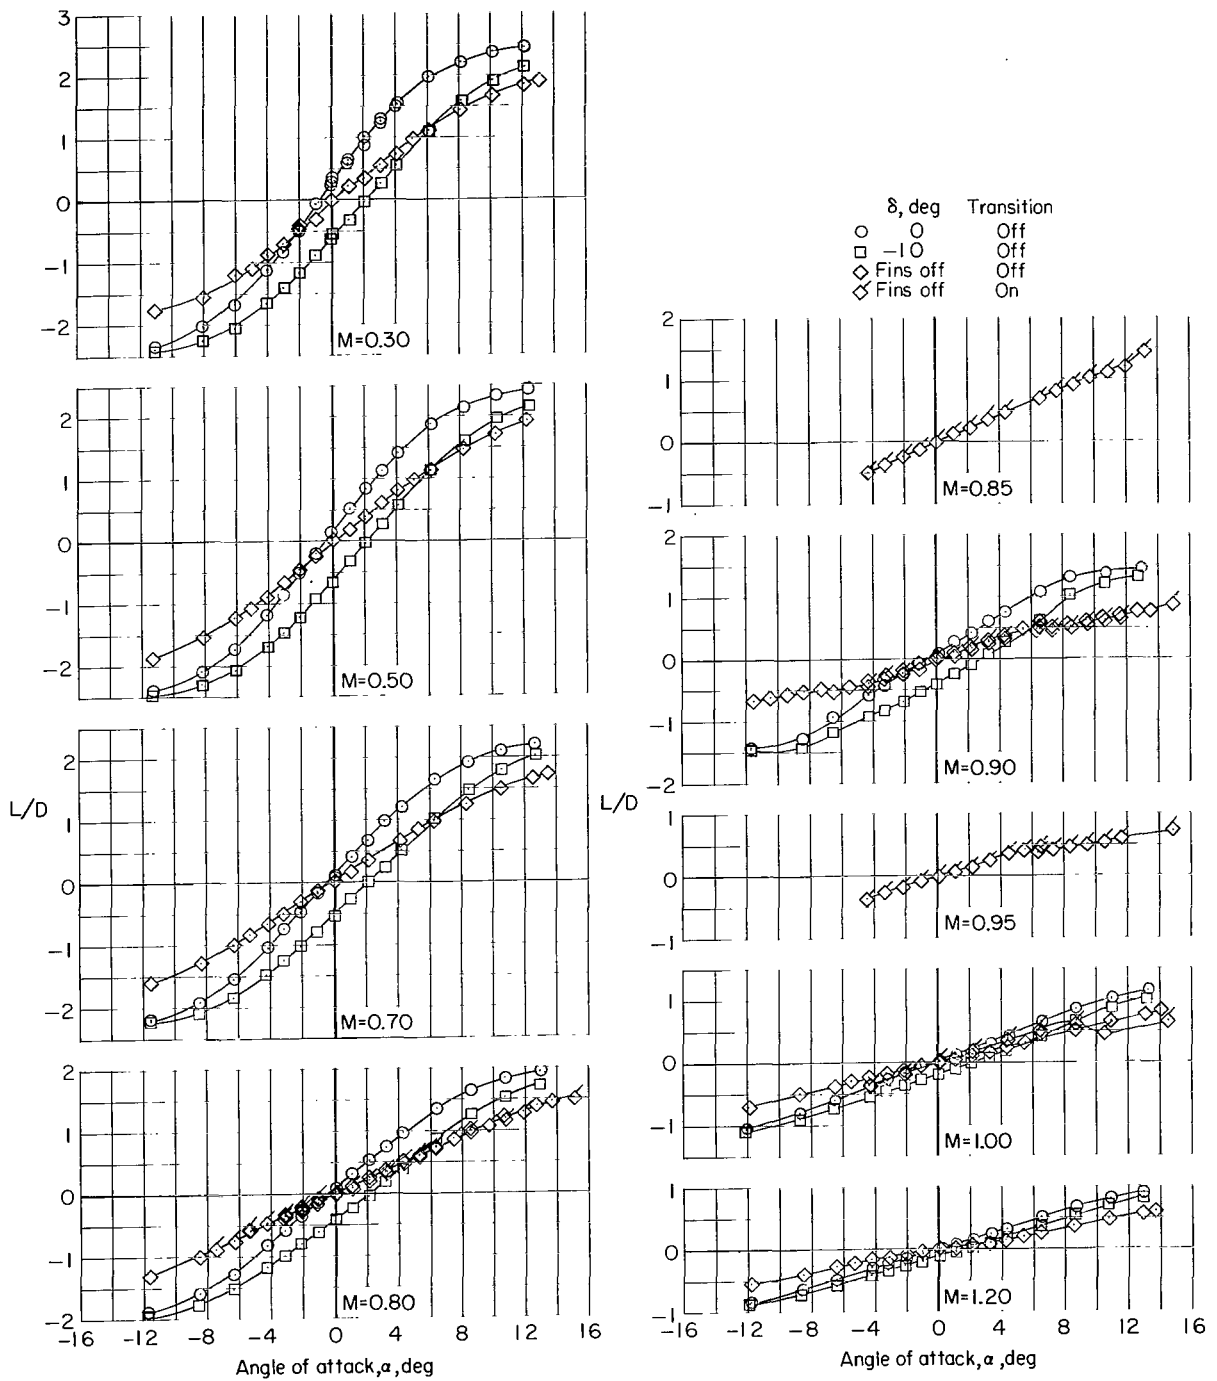 3
2
1
0
-1
-2
M=0.30
2
1
0
-1
-2
M=0.50
2
1
0
-1
-2
L/D
M=0.70
2
1
0
-1
-2
M=0.80
-16 -12 -8 -4 0 4 8 12 16
Angle of attack,α,deg
δ, deg Transition
○ 0 Off
□ -10 Off
◇ Fins off Off
◇ Fins off On
2
1
0
-1
M=0.85
2
1
0
-1
-2
M=0.90
L/D
1
0
-1
M=0.95
1
0
-1
M=1.00
1
0
-1
M=1.20
-16 -12 -8 -4 0 4 8 12 16
Angle of attack,α,deg